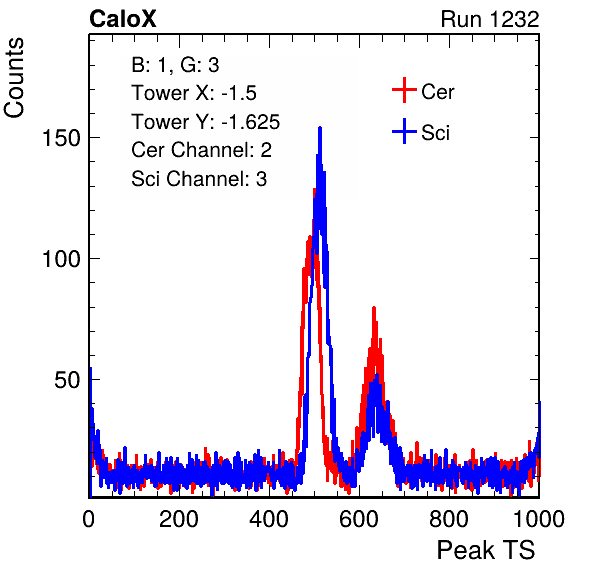 CaloX Run 1232
Counts
B: 1, G: 3
Tower X: -1.5
Tower Y: -1.625
Cer Channel: 2
Sci Channel: 3
Cer
Sci
150
100
50
0 200 400 600 800 1000
Peak TS